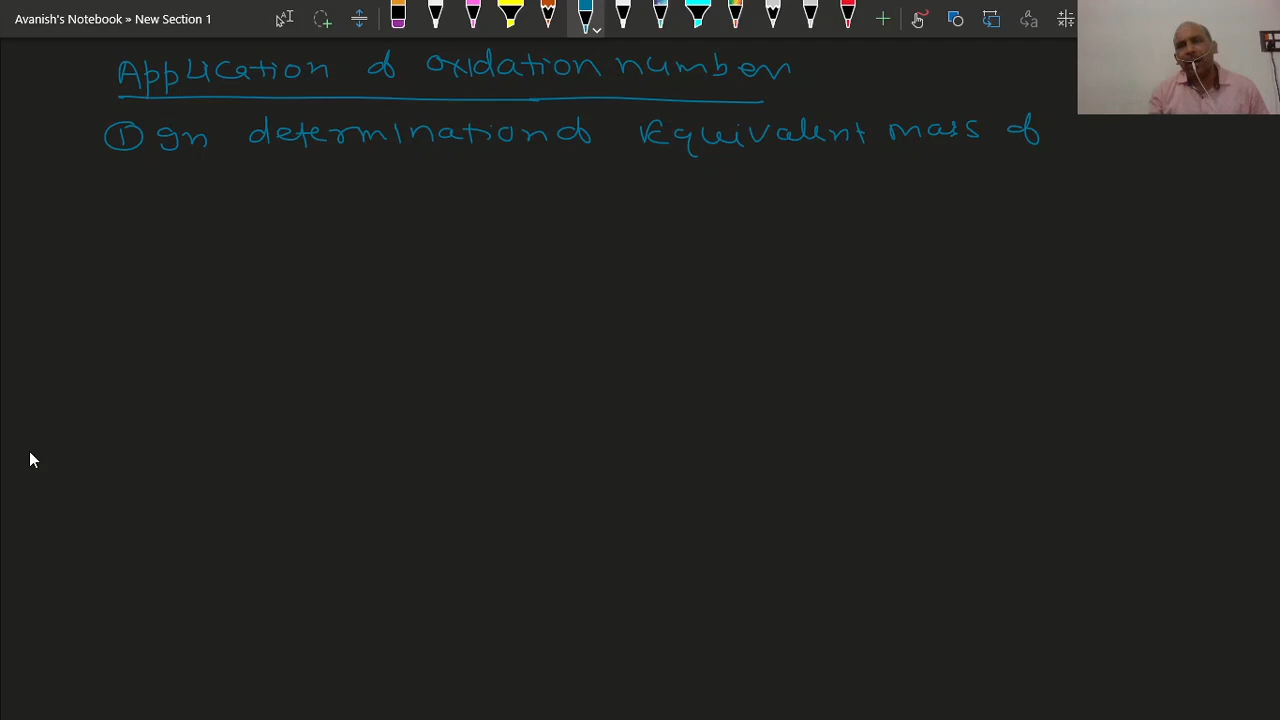 Avanish's Notebook » New Section 1
Application of oxidation number
① In determination of Equivalent mass of